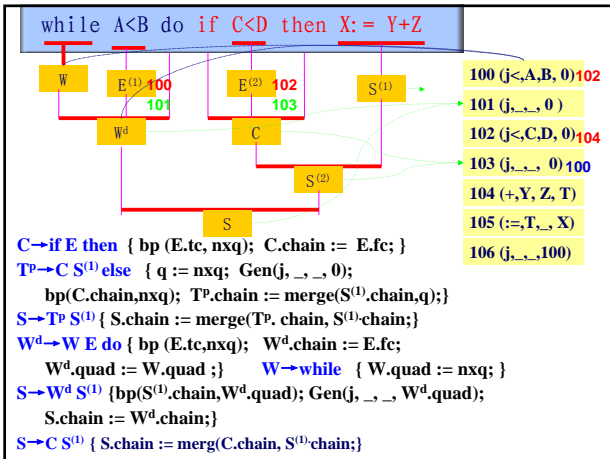 while A<B do if C<D then X:= Y+Z
W
E(1) 100
101
E(2) 102
103
S(1)
Wd
C
S(2)
S
100 (j<,A,B, 0) 102
101 (j,_,_, 0 )
102 (j<,C,D, 0) 104
103 (j,_,_, 0) 100
104 (+,Y, Z, T)
105 (:=,T,_, X)
106 (j,_,_,100)
C→if E then { bp (E.tc, nxq); C.chain := E.fc; }
Tp→C S(1) else { q := nxq; Gen(j, _, _, 0);
bp(C.chain,nxq); Tp.chain := merge(S(1).chain,q);}
S→Tp S(1) { S.chain := merge(Tp. chain, S(1).chain;}
Wd→W E do { bp (E.tc,nxq); Wd.chain := E.fc;
Wd.quad := W.quad ;} W→while { W.quad := nxq; }
S→Wd S(1) {bp(S(1).chain,Wd.quad); Gen(j, _, _, Wd.quad);
S.chain := Wd.chain;}
S→C S(1) { S.chain := merg(C.chain, S(1).chain;}